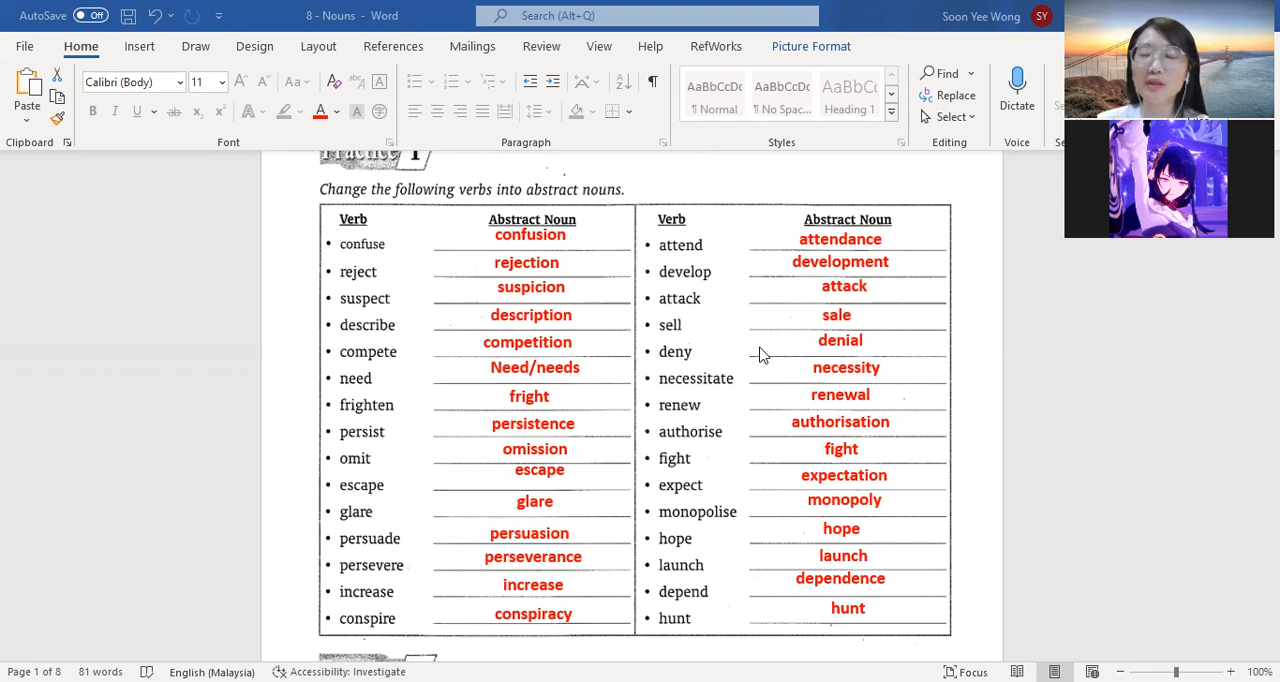 AutoSave Off 8 - Nouns - Word Search (Alt+Q) Soon Yee Wong SY
File Home Insert Draw Design Layout References Mailings Review View Help RefWorks Picture Format
Calibri (Body) 11 Find
Paste AaBbCcDc AaBbCcDc AaBbC Replace Dictate
¶ Normal ¶ No Spac... Heading 1 Select
Clipboard Font Paragraph Styles Editing Voice
Practice 1
Change the following verbs into abstract nouns.
Verb Abstract Noun Verb Abstract Noun
• confuse confusion • attend attendance
• reject rejection • develop development
• suspect suspicion • attack attack
• describe description • sell sale
• compete competition • deny denial
• need Need/needs • necessitate necessity
• frighten fright • renew renewal
• persist persistence • authorise authorisation
• omit omission • fight fight
• escape escape • expect expectation
• glare glare • monopolise monopoly
• persuade persuasion • hope hope
• persevere perseverance • launch launch
• increase increase • depend dependence
• conspire conspiracy • hunt hunt
Page 1 of 8 81 words English (Malaysia) Accessibility: Investigate Focus 100%